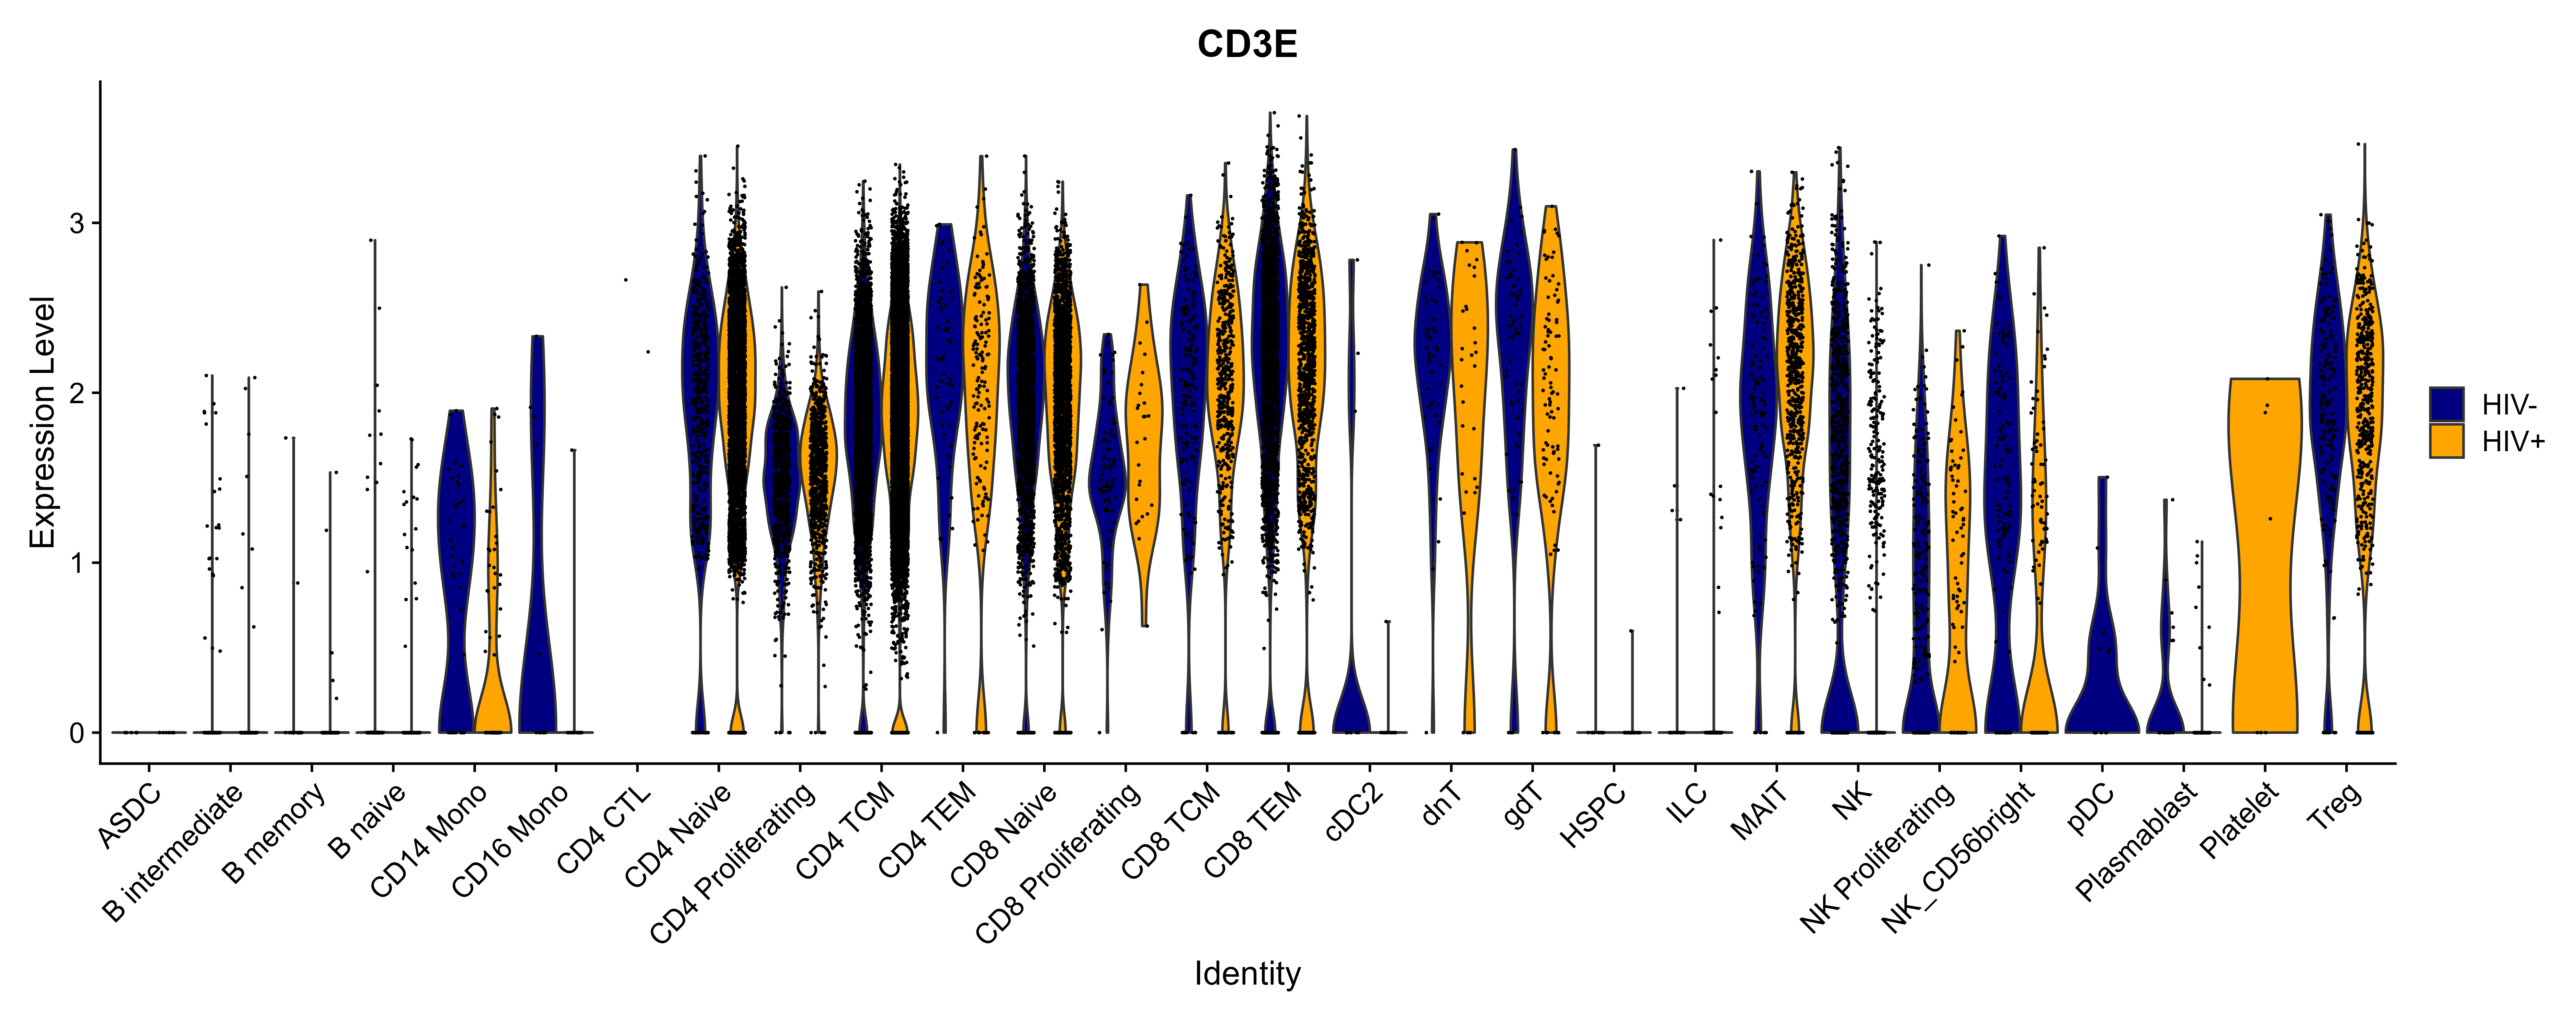 CD3E
Expression Level
3
2
1
0
ASDC
B intermediate
B memory
B naive
CD14 Mono
CD16 Mono
CD4 CTL
CD4 Naive
CD4 Proliferating
CD4 TCM
CD4 TEM
CD8 Naive
CD8 Proliferating
CD8 TCM
CD8 TEM
cDC2
dnT
gdT
HSPC
ILC
MAIT
NK
NK Proliferating
NK_CD56bright
pDC
Plasmablast
Platelet
Treg
Identity
HIV-
HIV+